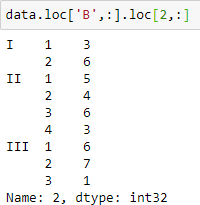 data.loc['B',:].loc[2,:]
I    1    3
     2    6
II   1    5
     2    4
     3    6
     4    3
III  1    6
     2    7
     3    1
Name: 2, dtype: int32